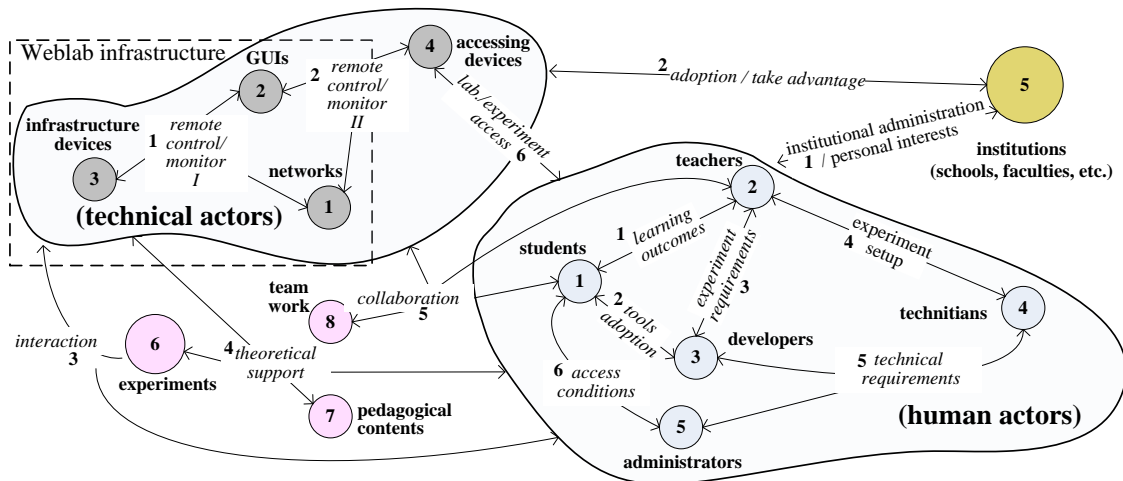 Weblab infrastructure
GUIs
2
2
remote
control/
monitor
II
4
accessing
devices
infrastructure
devices
3
1
remote
control/
monitor
I
networks
1
(technical actors)
lab./experiment
access
6
2
adoption / take advantage
5
institutions
(schools, faculties, etc.)
institutional administration
1 / personal interests
teachers
2
students
1
1
learning
outcomes
2 tools
adoption
experiment
requirements
3
experiment
4 setup
technitians
4
developers
3
5 technical
requirements
6 access
conditions
5
administrators
(human actors)
team
work
8
collaboration
5
interaction
3
6
experiments
4
theoretical
support
7
pedagogical
contents